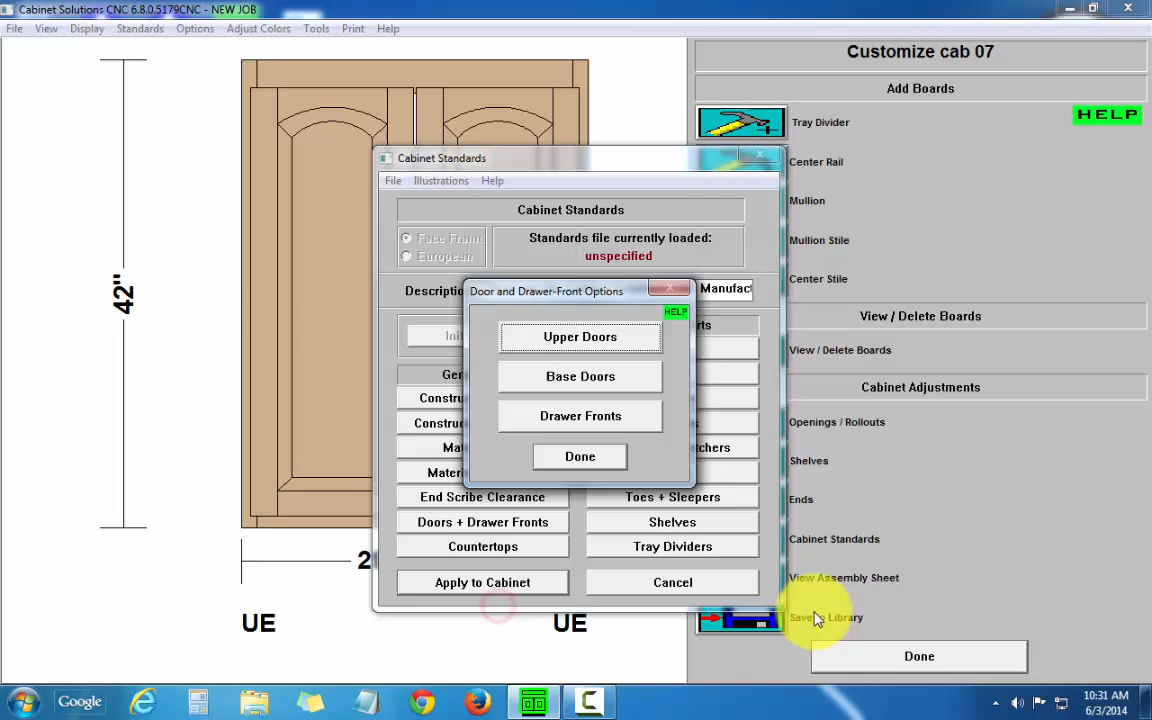 Cabinet Solutions CNC 6.8.0.5179CNC - NEW JOB
File View Display Standards Options Adjust Colors Tools Print Help
Customize cab 07
Add Boards
HELP
Tray Divider
Center Rail
Mullion
Mullion Stile
Center Stile
View / Delete Boards
View / Delete Boards
Cabinet Adjustments
Openings / Rollouts
Shelves
Ends
Cabinet Standards
View Assembly Sheet
Library
Done
42"
UE UE
Cabinet Standards
File Illustrations Help
Cabinet Standards
Face Fram
European
Standards file currently loaded:
unspecified
Manufac
End Scribe Clearance
Toes + Sleepers
Doors + Drawer Fronts
Shelves
Countertops
Tray Dividers
Apply to Cabinet
Cancel
Door and Drawer-Front Options
HELP
Upper Doors
Base Doors
Drawer Fronts
Done
Google
10:31 AM
6/3/2014